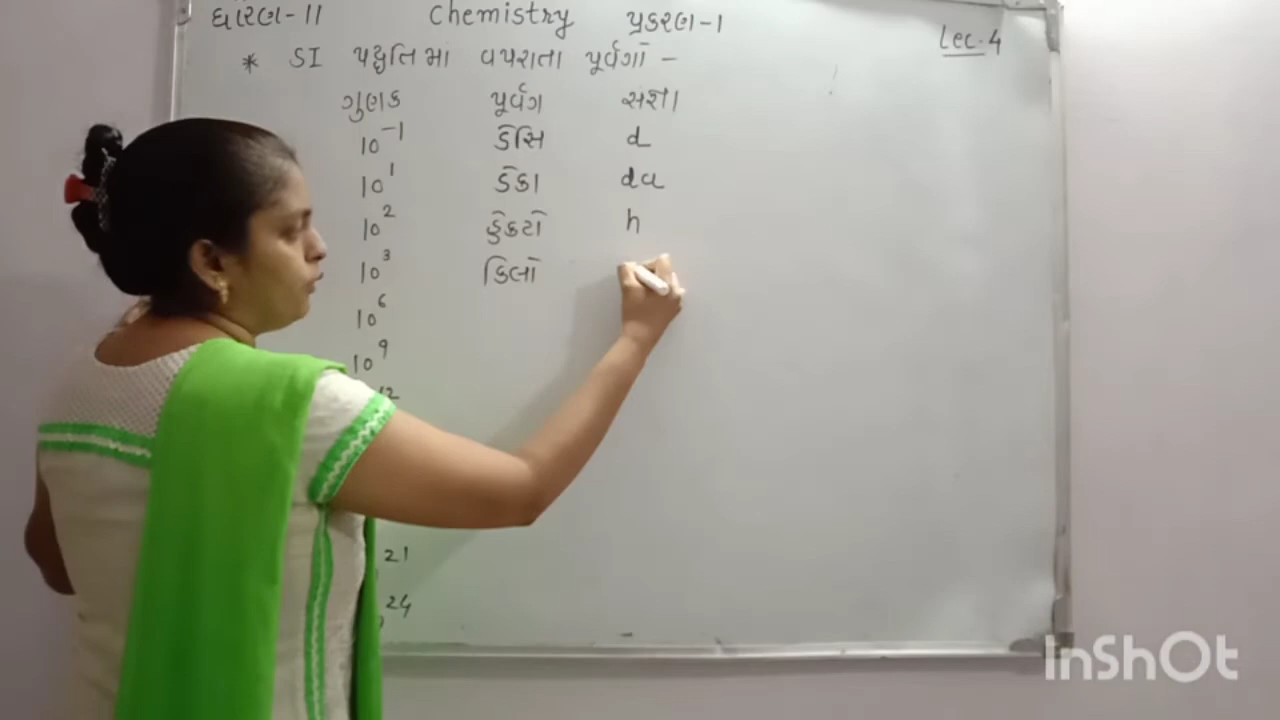 ધોરણ-11 Chemistry પ્રકરણ-1
Lec-4
* SI પદ્ધતિમાં વપરાતા પૂર્વગો -
ગુણક પૂર્વગ સંજ્ઞા
10⁻¹ ડેસિ d
10¹ ડેકા da
10² હેક્ટો h
10³ કિલો
10⁶
10⁹
12
21
24
InShOt